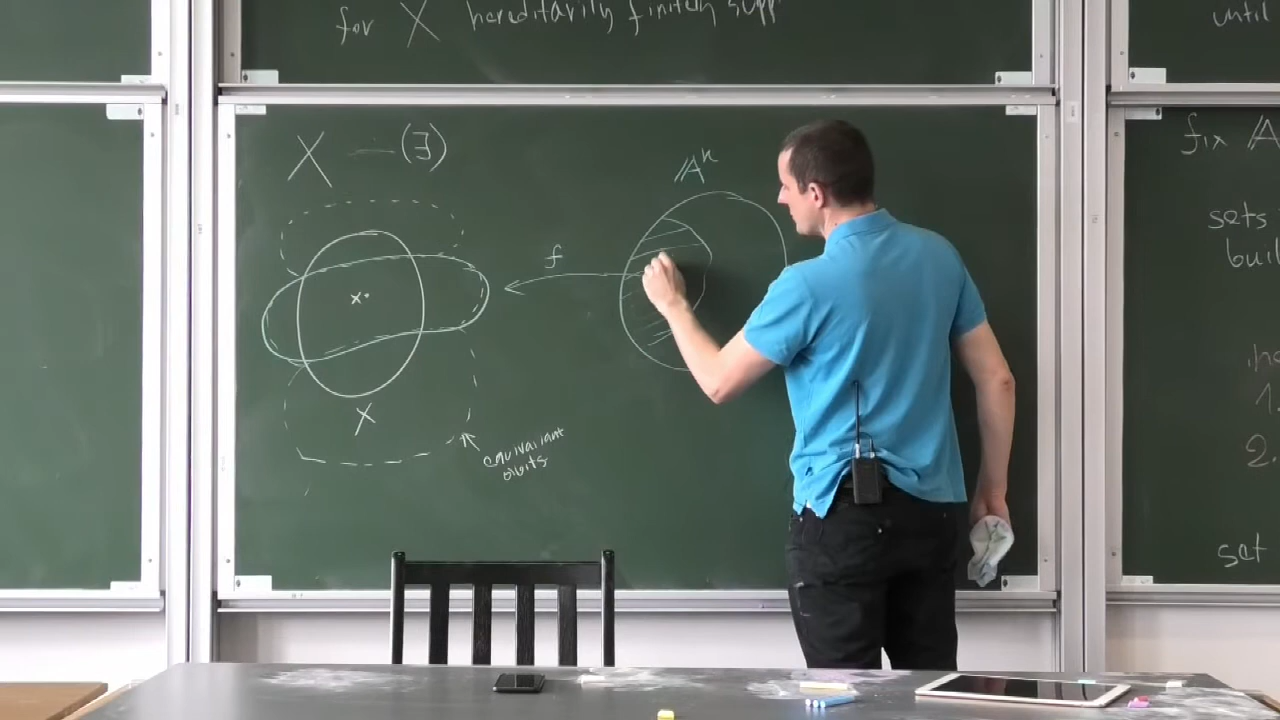 for X hereditarily finitely supp
until
X — (∃)
𝔸ⁿ
f
x
X
equivariant
orbits
fix 𝔸
sets
buil
1.
2.
set